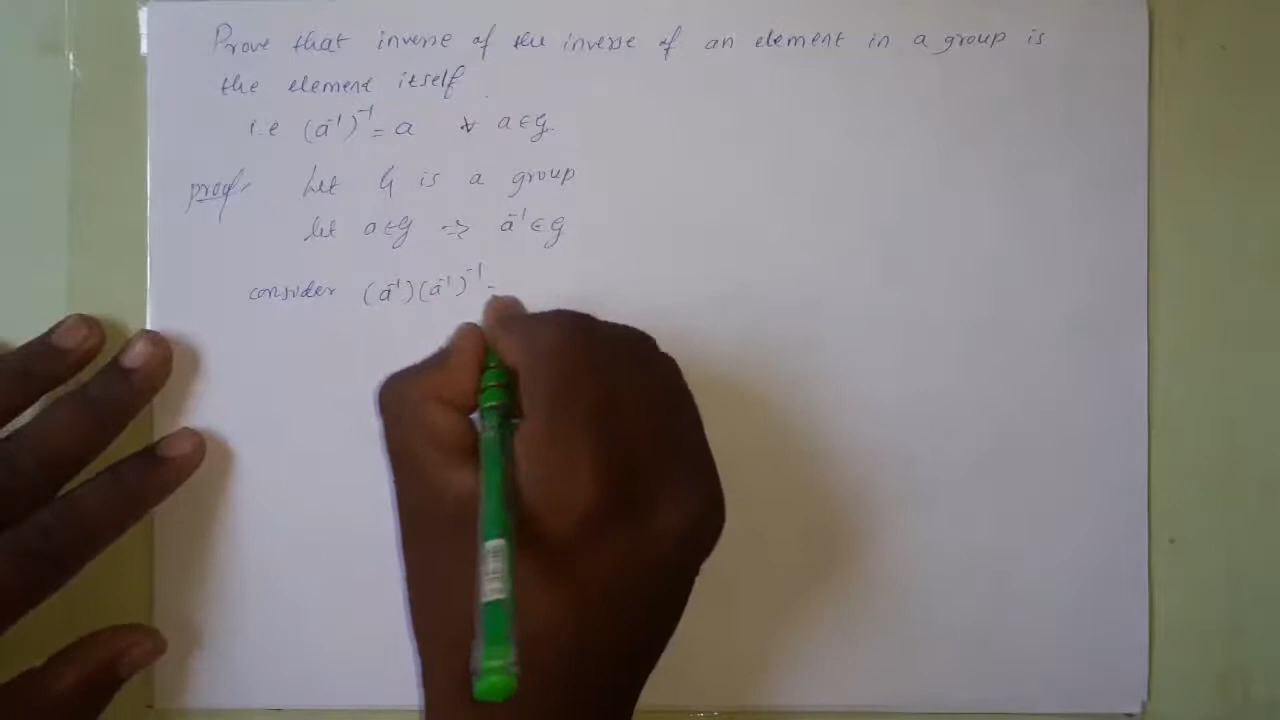 Prove that inverse of the inverse of an element in a group is
the element itself.
i.e (a⁻¹)⁻¹ = a ∀ a∈G.
proof: Let G is a group
let a∈G ⇒ a⁻¹∈G
consider (a⁻¹)(a⁻¹)⁻¹ =